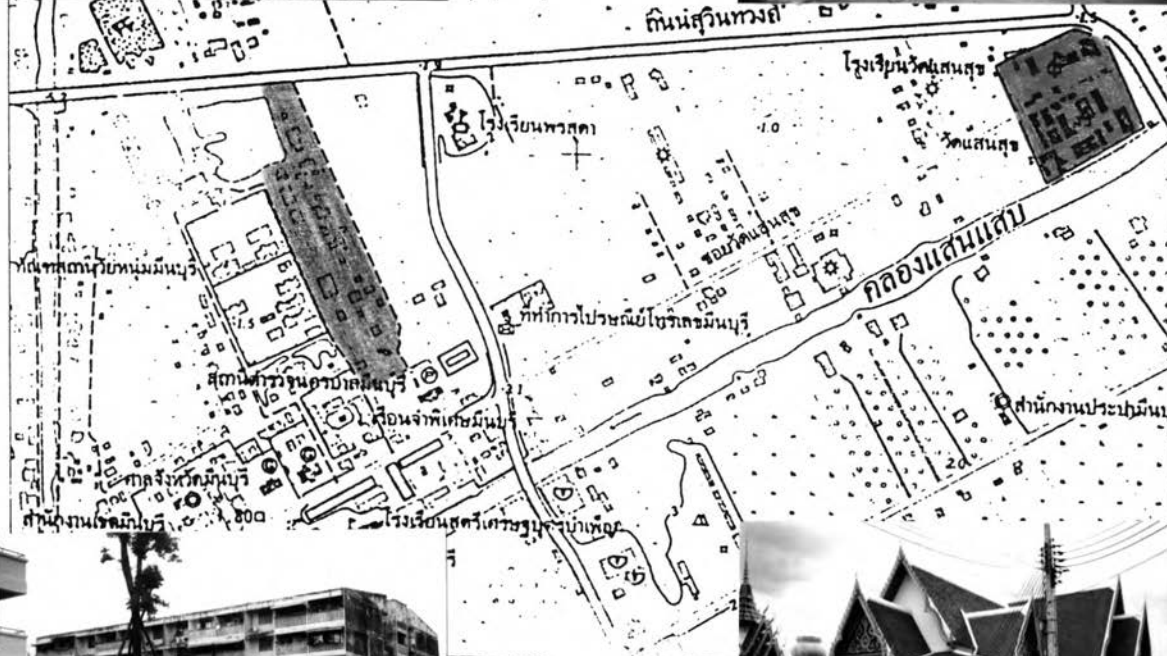 ถนนสุวินทวงศ์
โรงเรียนวัดแสนสุข
โรงเรียนพรสุดา
วัดแสนสุข
1.0
ซอยวัดแสนสุข
คลองแสนแสบ
ที่ทำการไปรษณีย์โทรเลขมีนบุรี
1.5
สถานีตำรวจนครบาลมีนบุรี
เรือนจำพิเศษมีนบุรี
2.1
สำนักงานประปามีนบ
ศาลจังหวัดมีนบุรี
2.0
สำนักงานเขตมีนบุรี
80
โรงเรียนสตรีเศรษฐบุตรบำเพ็ญ